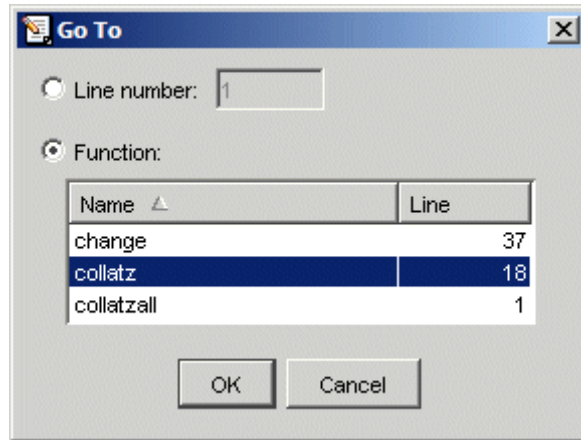 Go To
Line number: 1
Function:
Name Line
change 37
collatz 18
collatzall 1
OK Cancel